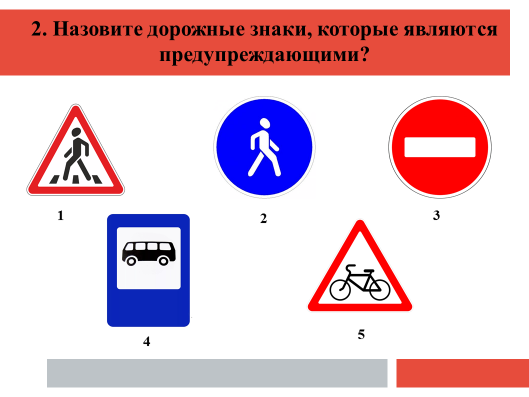 2. Назовите дорожные знаки, которые являются
предупреждающими?
1
2
3
4
5